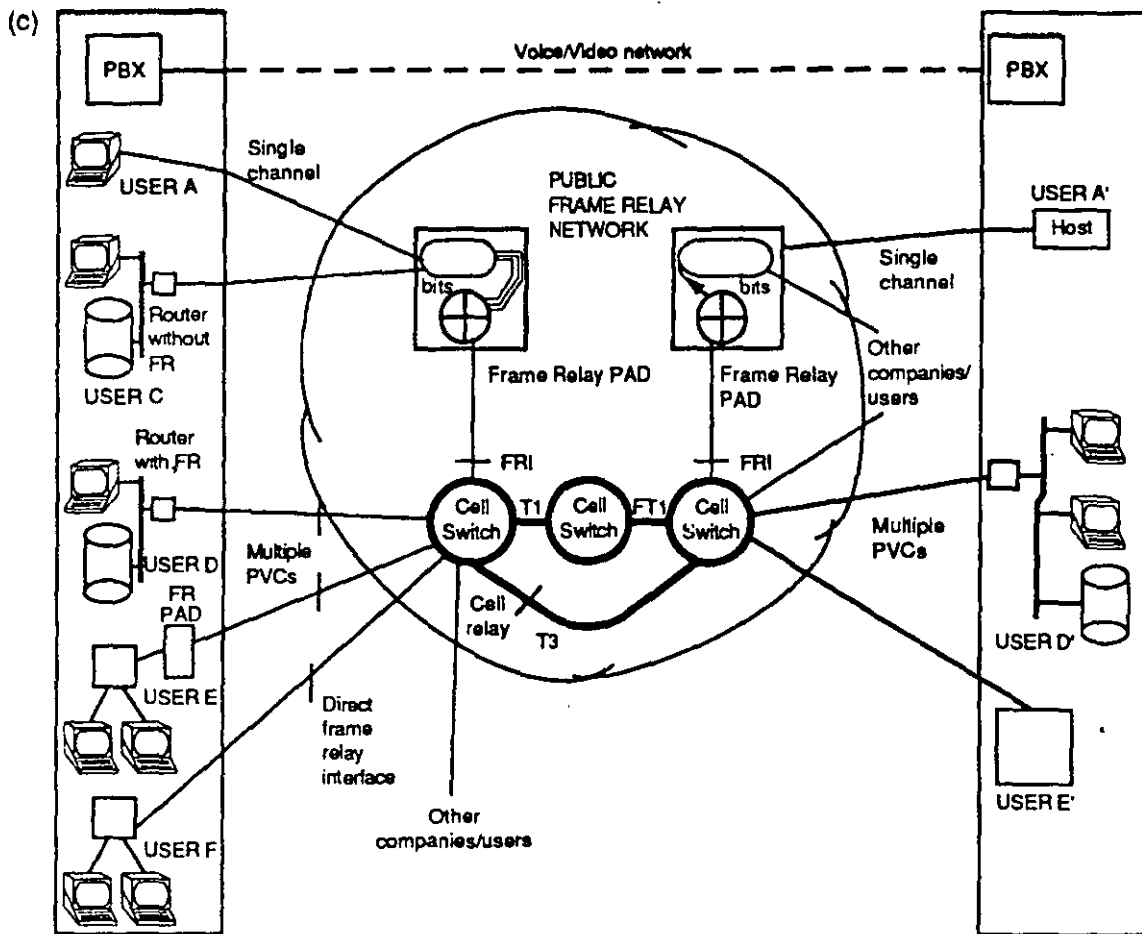 (c)
Voice/Video network
PBX
PBX
USER A
Single
channel
PUBLIC
FRAME RELAY
NETWORK
USER A'
Host
bits
bits
Single
channel
Router
without
FR
USER C
Frame Relay PAD
Frame Relay
PAD
Other
companies/
users
Router
with FR
FRI
FRI
Cell
Switch
T1
Cell
Switch
FT1
Cell
Switch
USER D
Multiple
PVCs
Multiple
PVCs
FR
PAD
Cell
relay
T3
USER D'
USER E
Direct
frame
relay
interface
USER E'
Other
companies/users
USER F